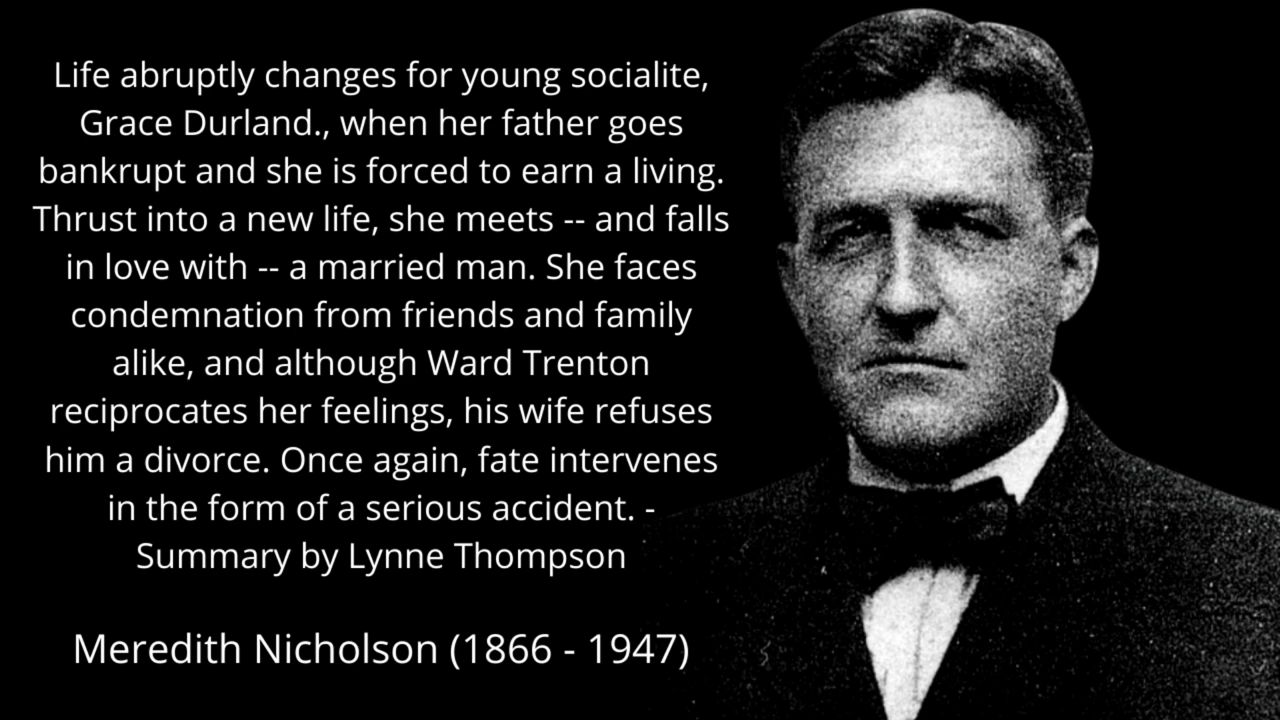 Life abruptly changes for young socialite,
Grace Durland., when her father goes
bankrupt and she is forced to earn a living.
Thrust into a new life, she meets -- and falls
in love with -- a married man. She faces
condemnation from friends and family
alike, and although Ward Trenton
reciprocates her feelings, his wife refuses
him a divorce. Once again, fate intervenes
in the form of a serious accident. -
Summary by Lynne Thompson
Meredith Nicholson (1866 - 1947)